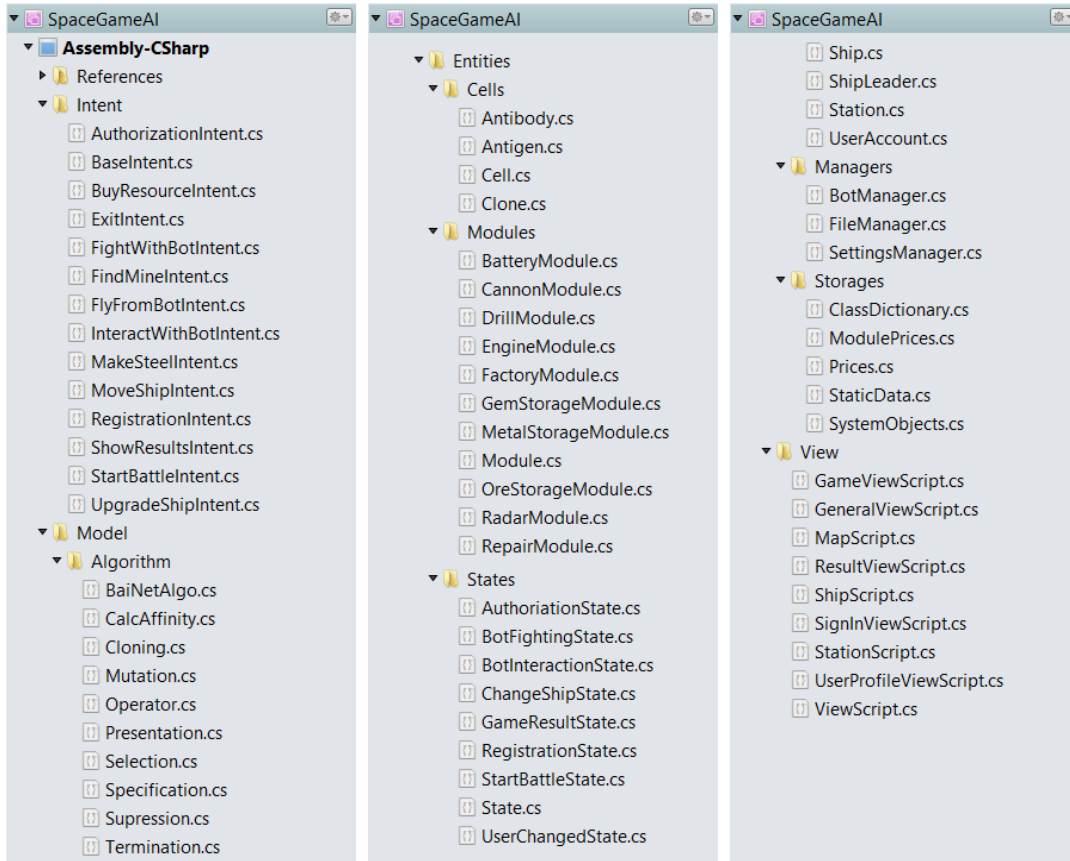 SpaceGameAI
Assembly-CSharp
References
Intent
AuthorizationIntent.cs
BaseIntent.cs
BuyResourceIntent.cs
ExitIntent.cs
FightWithBotIntent.cs
FindMineIntent.cs
FlyFromBotIntent.cs
InteractWithBotIntent.cs
MakeSteelIntent.cs
MoveShipIntent.cs
RegistrationIntent.cs
ShowResultsIntent.cs
StartBattleIntent.cs
UpgradeShipIntent.cs
Model
Algorithm
BaiNetAlgo.cs
CalcAffinity.cs
Cloning.cs
Mutation.cs
Operator.cs
Presentation.cs
Selection.cs
Specification.cs
Supression.cs
Termination.cs
SpaceGameAI
Entities
Cells
Antibody.cs
Antigen.cs
Cell.cs
Clone.cs
Modules
BatteryModule.cs
CannonModule.cs
DrillModule.cs
EngineModule.cs
FactoryModule.cs
GemStorageModule.cs
MetalStorageModule.cs
Module.cs
OreStorageModule.cs
RadarModule.cs
RepairModule.cs
States
AuthoriationState.cs
BotFightingState.cs
BotInteractionState.cs
ChangeShipState.cs
GameResultState.cs
RegistrationState.cs
StartBattleState.cs
State.cs
UserChangedState.cs
SpaceGameAI
Ship.cs
ShipLeader.cs
Station.cs
UserAccount.cs
Managers
BotManager.cs
FileManager.cs
SettingsManager.cs
Storages
ClassDictionary.cs
ModulePrices.cs
Prices.cs
StaticData.cs
SystemObjects.cs
View
GameViewScript.cs
GeneralViewScript.cs
MapScript.cs
ResultViewScript.cs
ShipScript.cs
SignInViewScript.cs
StationScript.cs
UserProfileViewScript.cs
ViewScript.cs